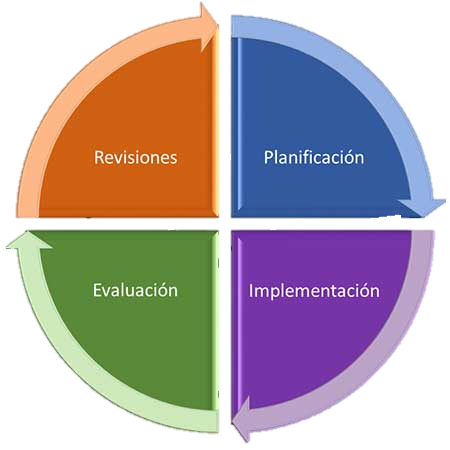 Revisiones
Planificación
Evaluación
Implementación